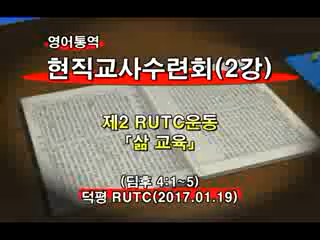 영어통역
현직교사수련회(2강)
제2 RUTC운동
「삶 교육」
(딤후 4:1~5)
덕평 RUTC(2017.01.19)